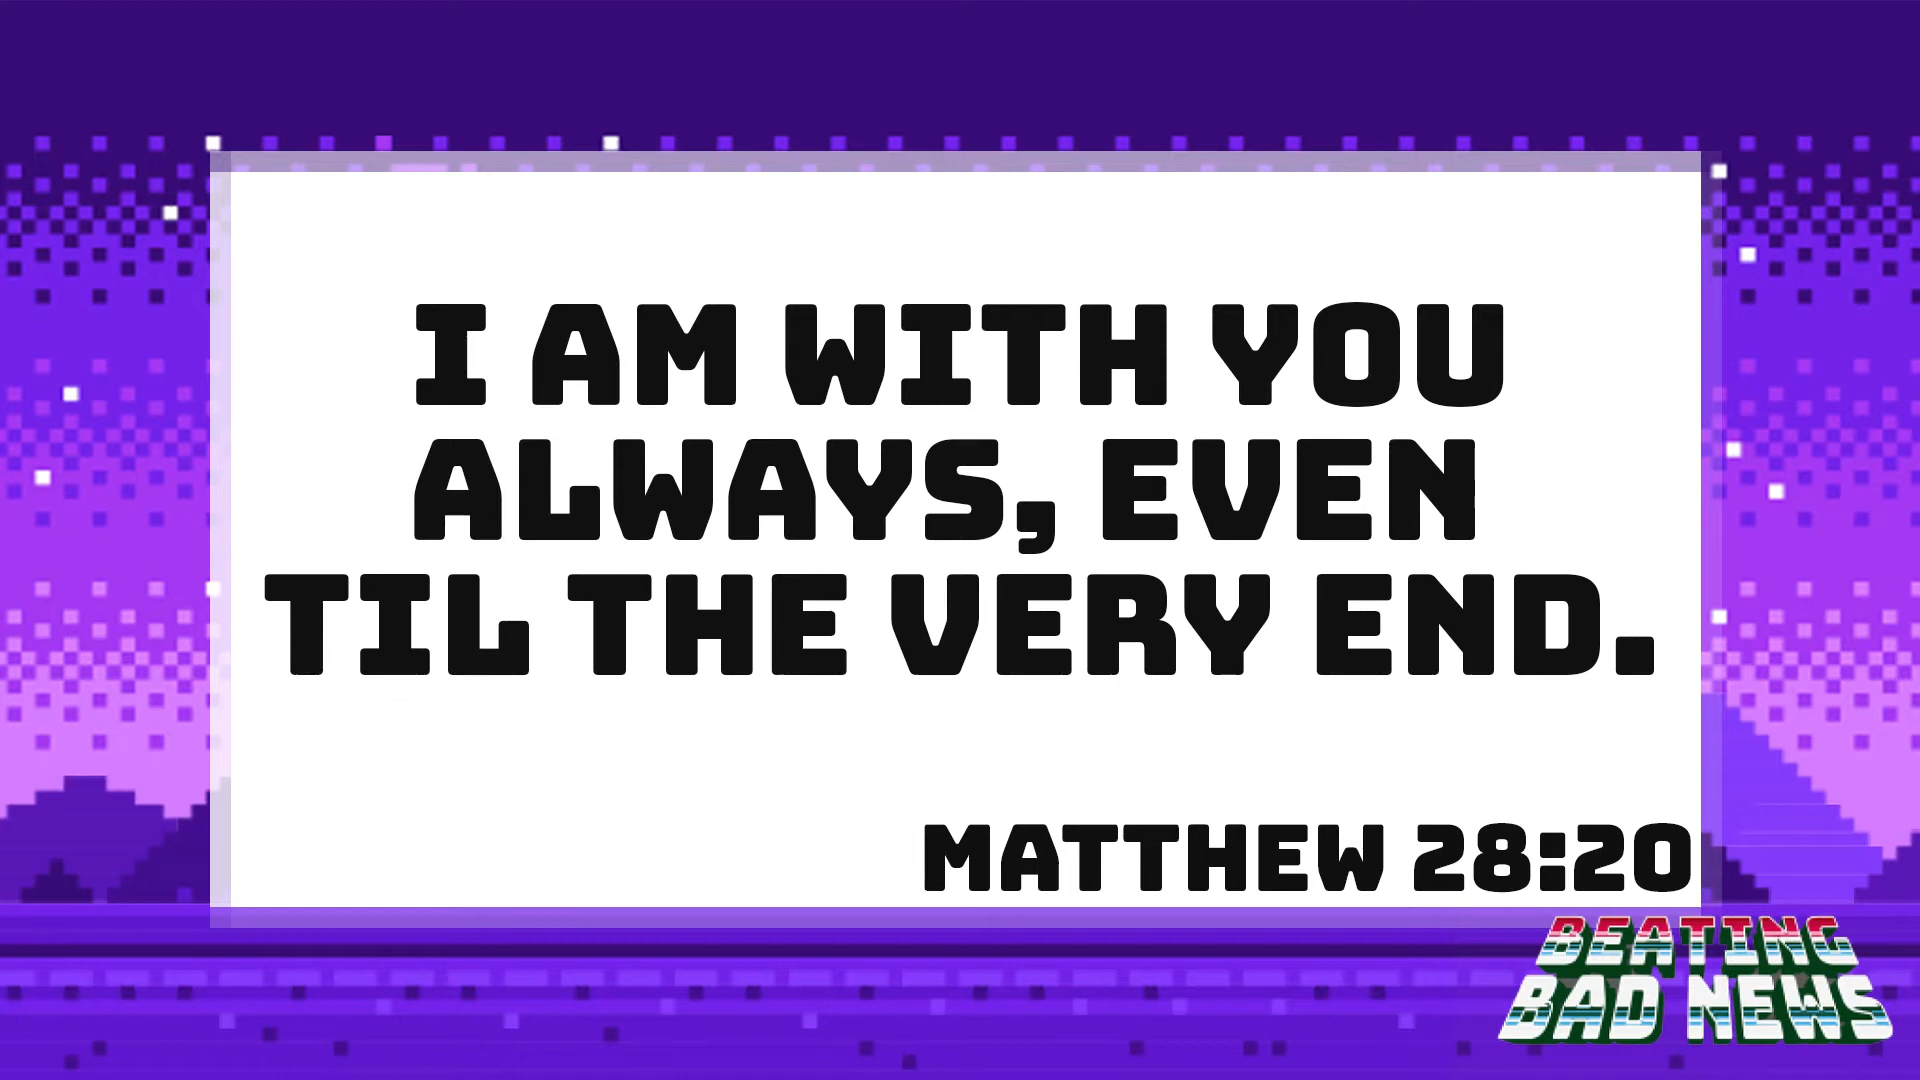 I AM WITH YOU
ALWAYS, EVEN
TIL THE VERY END.
MATTHEW 28:20
BEATING
BAD NEWS